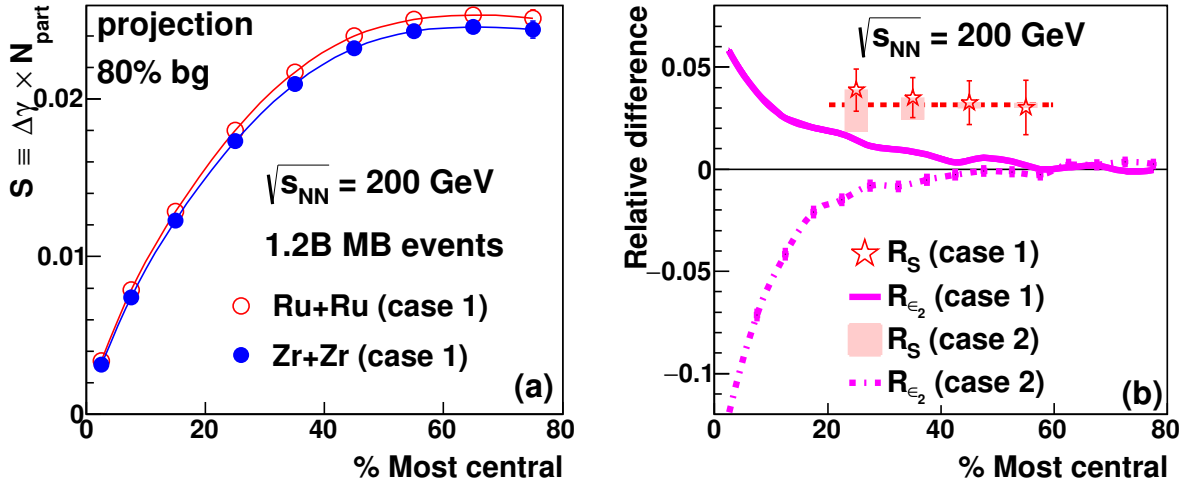 projection
80% bg
√s_NN = 200 GeV
1.2B MB events
Ru+Ru (case 1)
Zr+Zr (case 1)
(a)
S ≡ Δγ × N_part
0.02
0.01
0
0 20 40 60 80
% Most central
√s_NN = 200 GeV
R_S (case 1)
R_ϵ₂ (case 1)
R_S (case 2)
R_ϵ₂ (case 2)
(b)
Relative difference
0.05
0
−0.05
−0.1
0 20 40 60 80
% Most central